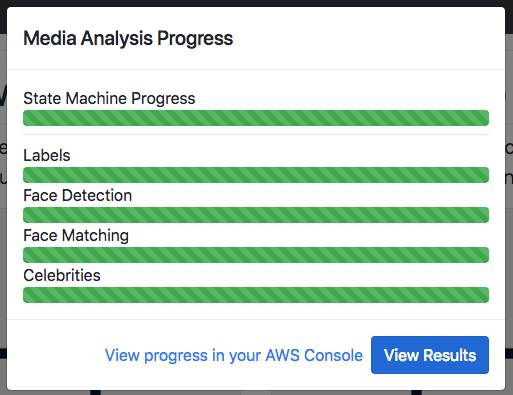 Media Analysis Progress
State Machine Progress
Labels
Face Detection
Face Matching
Celebrities
View progress in your AWS Console
View Results